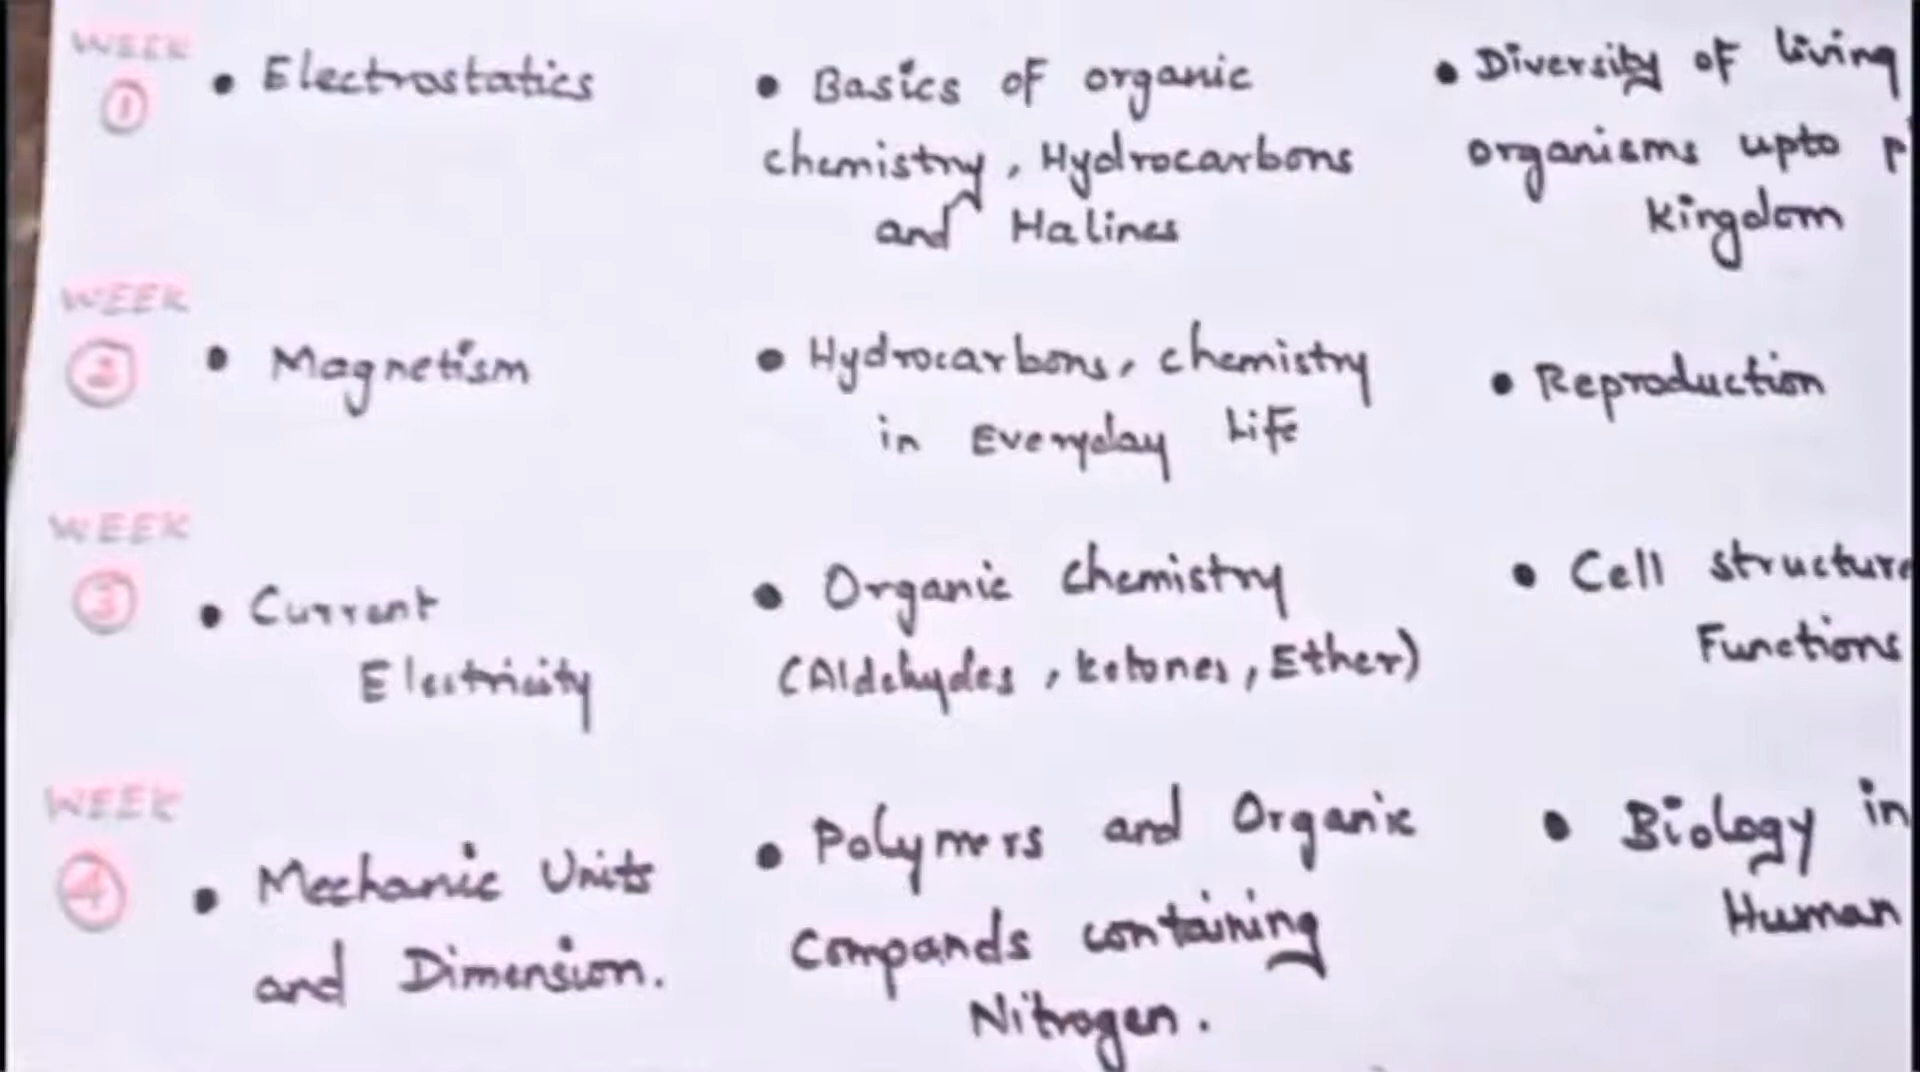 WEEK
①
• Electrostatics
• Basics of organic
chemistry, Hydrocarbons
and Halines
• Diversity of living
organisms upto
kingdom
WEEK
②
• Magnetism
• Hydrocarbons, chemistry
in Everyday Life
• Reproduction
WEEK
③
• Current
Electricity
• Organic chemistry
(Aldehydes, ketones, Ether)
• Cell structure
Functions
WEEK
④
• Mechanic Units
and Dimension.
• Polymers and Organic
Compands containing
Nitrogen.
• Biology in
Human